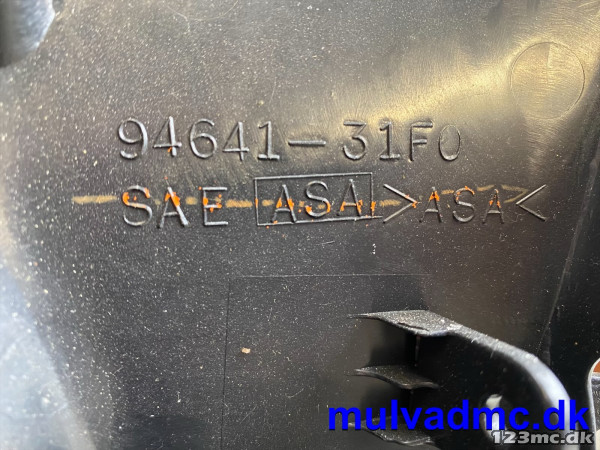 94641-31F0
SAE ASA >ASA<
mulvadmc.dk
123mc.dk